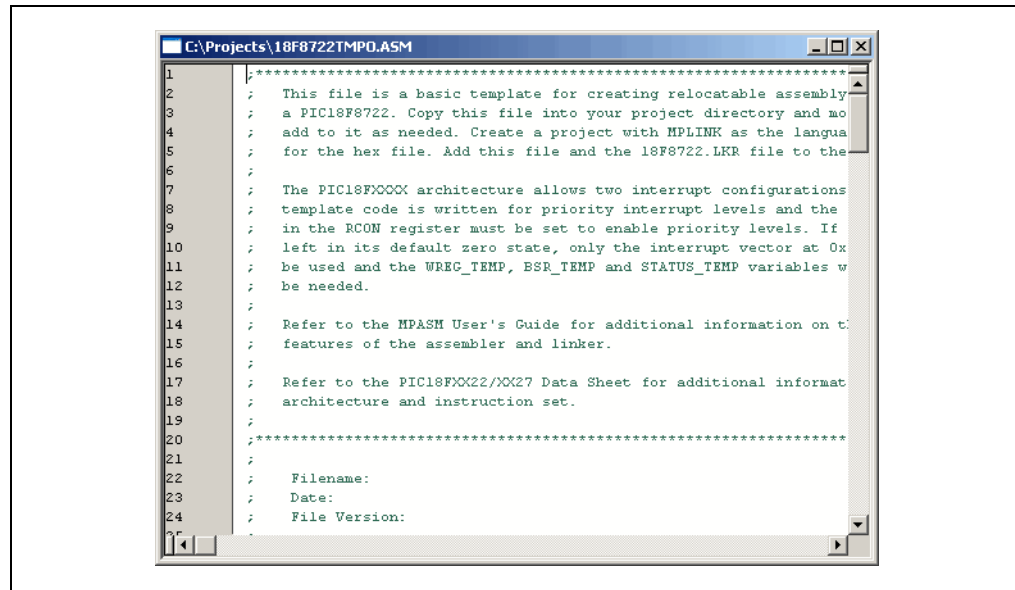 C:\Projects\18F8722TMPO.ASM
1 ;******************************************************************
2 ; This file is a basic template for creating relocatable assembly
3 ; a PIC18F8722. Copy this file into your project directory and mo
4 ; add to it as needed. Create a project with MPLINK as the langua
5 ; for the hex file. Add this file and the 18F8722.LKR file to the
6 ;
7 ; The PIC18FXXXX architecture allows two interrupt configurations
8 ; template code is written for priority interrupt levels and the
9 ; in the RCON register must be set to enable priority levels. If
10 ; left in its default zero state, only the interrupt vector at 0x
11 ; be used and the WREG_TEMP, BSR_TEMP and STATUS_TEMP variables w
12 ; be needed.
13 ;
14 ; Refer to the MPASM User's Guide for additional information on t
15 ; features of the assembler and linker.
16 ;
17 ; Refer to the PIC18FXX22/XX27 Data Sheet for additional informat
18 ; architecture and instruction set.
19 ;
20 ;******************************************************************
21 ;
22 ; Filename:
23 ; Date:
24 ; File Version: